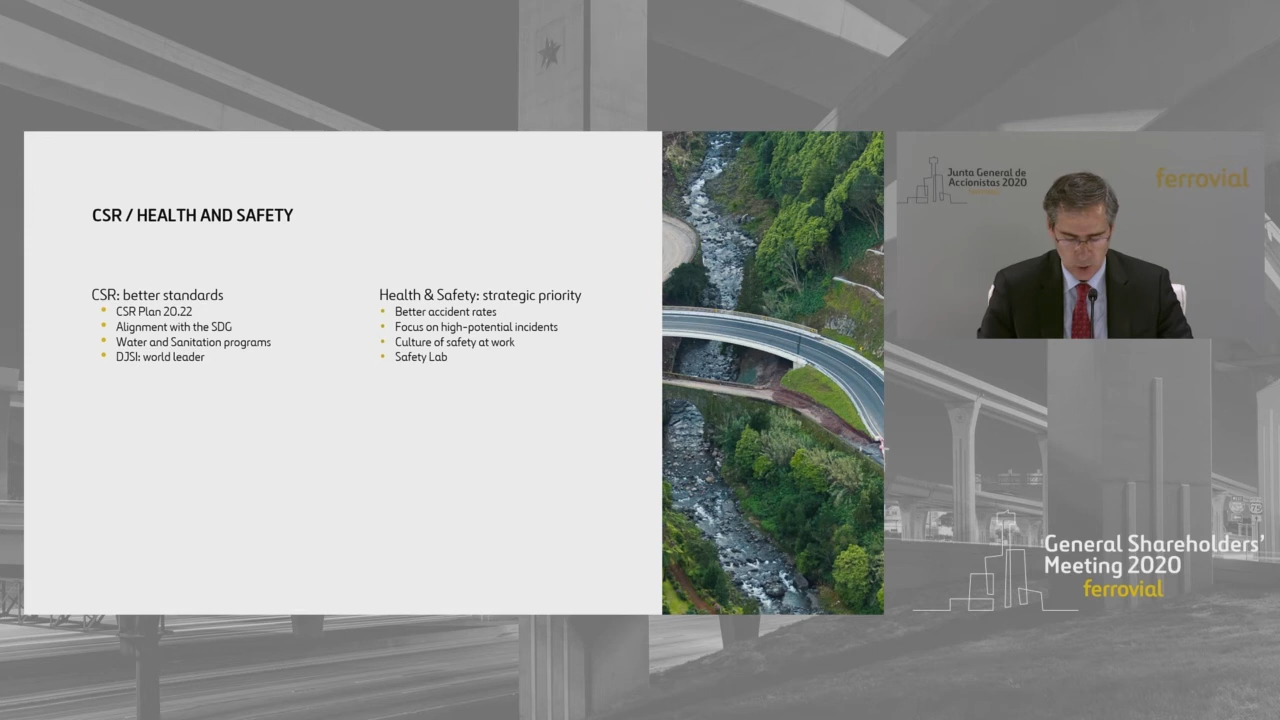 CSR / HEALTH AND SAFETY
CSR: better standards
CSR Plan 20.22
Alignment with the SDG
Water and Sanitation programs
DJSI: world leader
Health & Safety: strategic priority
Better accident rates
Focus on high-potential incidents
Culture of safety at work
Safety Lab
Junta General de
Accionistas 2020
ferrovial
ferrovial
General Shareholders'
Meeting 2020
ferrovial